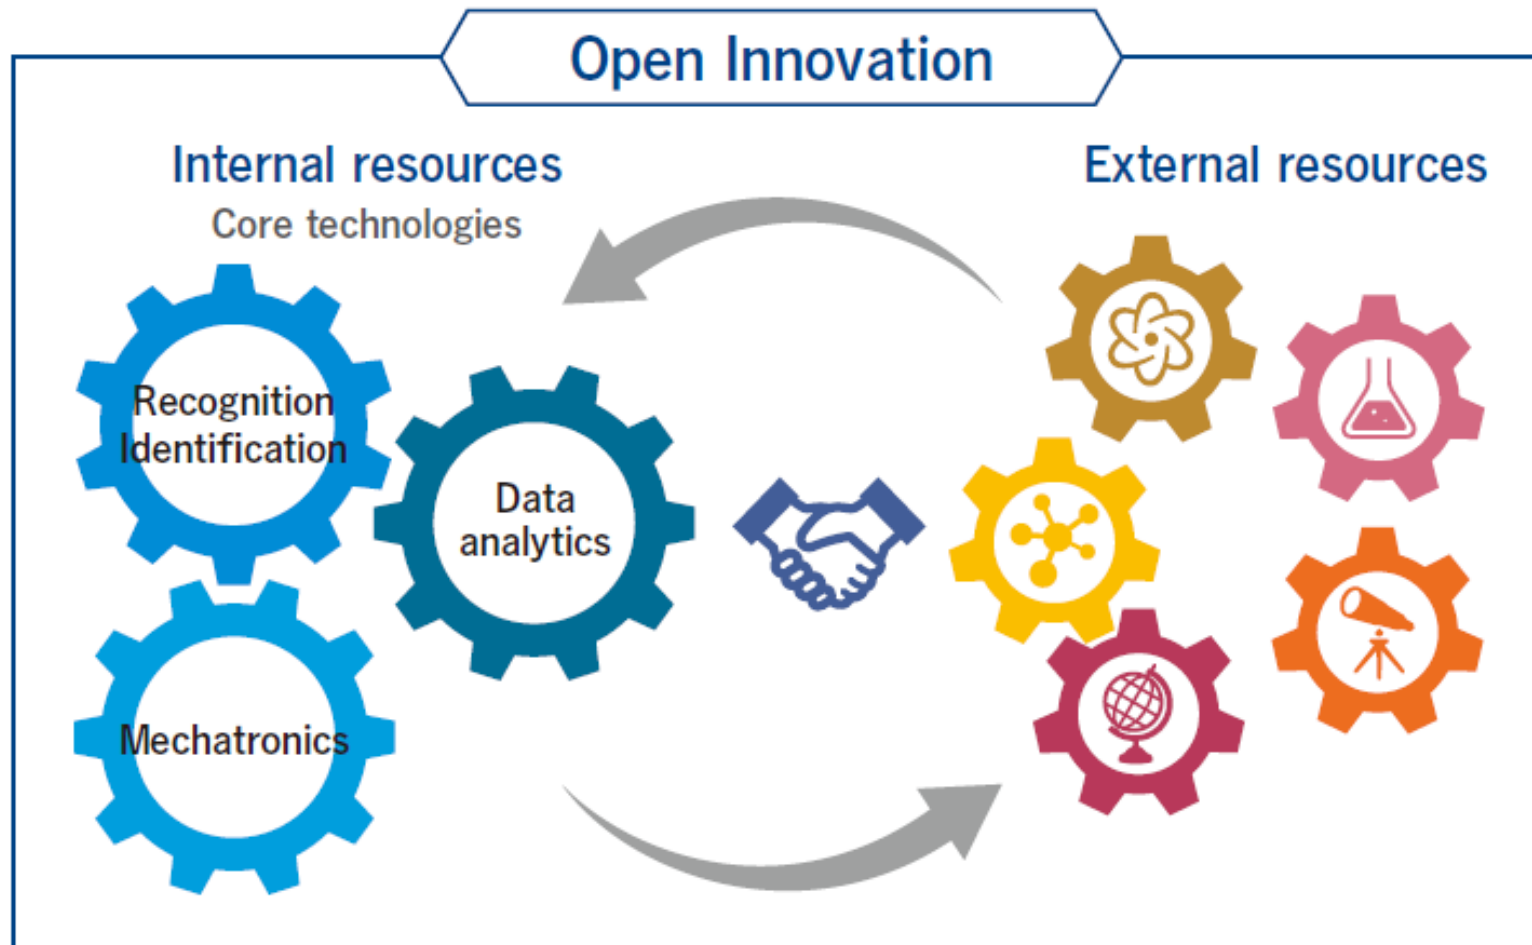 Open Innovation
Internal resources
Core technologies
External resources
Recognition
Identification
Data
analytics
Mechatronics